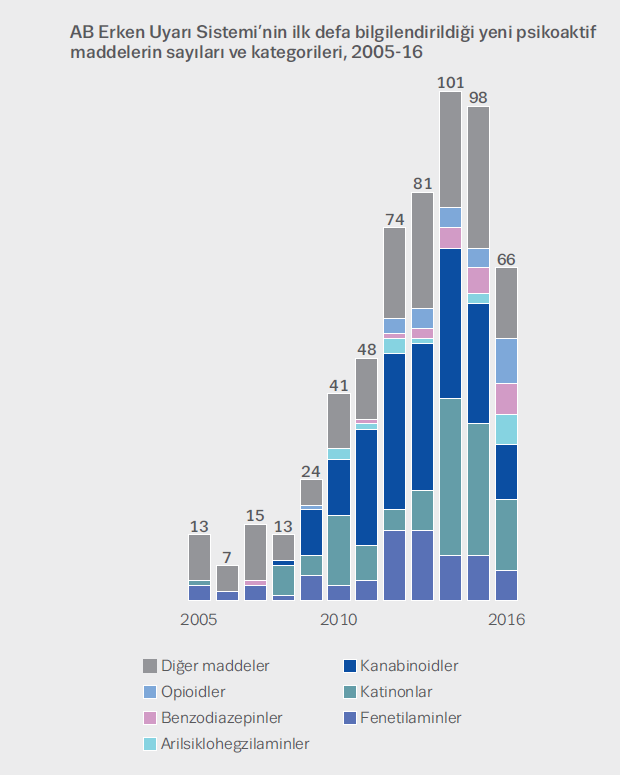 AB Erken Uyarı Sistemi’nin ilk defa bilgilendirildiği yeni psikoaktif
maddelerin sayıları ve kategorileri, 2005-16
101
98
81
74
66
48
41
24
15
13
13
7
2005
2010
2016
Diğer maddeler
Kanabinoidler
Opioidler
Katinonlar
Benzodiazepinler
Fenetilaminler
Arilsiklohegzilaminler